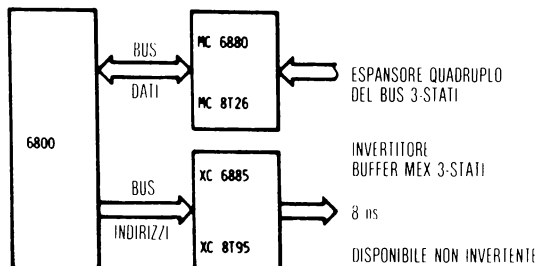 6800
BUS
DATI
MC 6880
MC 8T26
ESPANSORE QUADRUPLO
DEL BUS 3-STATI
BUS
INDIRIZZI
XC 6885
XC 8T95
INVERTITORE
BUFFER MEX 3-STATI
8 ns
DISPONIBILE NON INVERTENTE